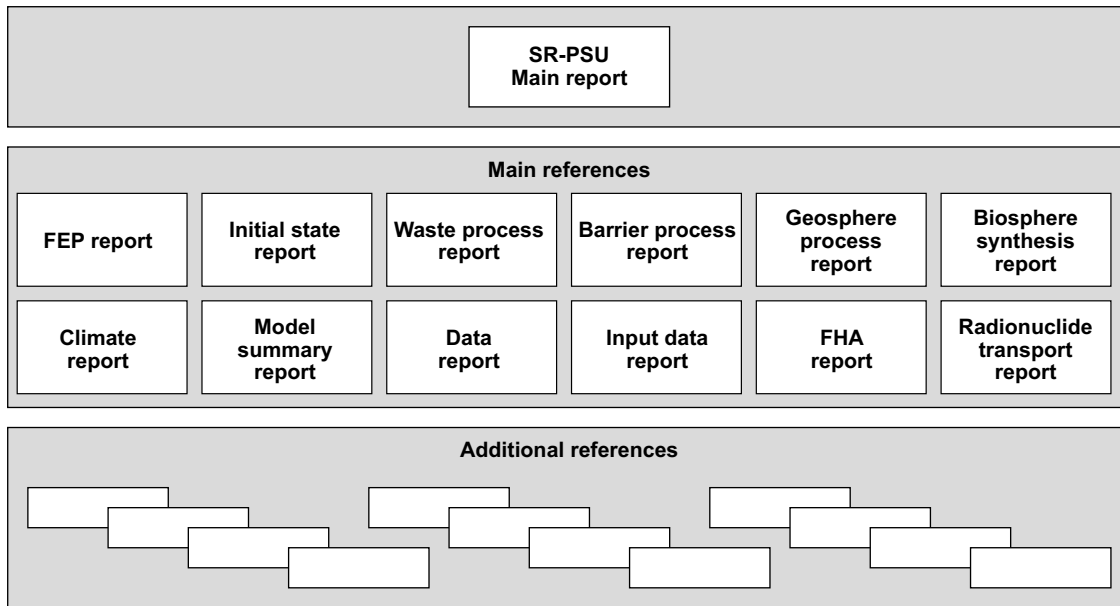 SR-PSU
Main report
Main references
FEP report
Initial state
report
Waste process
report
Barrier process
report
Geosphere
process
report
Biosphere
synthesis
report
Climate
report
Model
summary
report
Data
report
Input data
report
FHA
report
Radionuclide
transport
report
Additional references